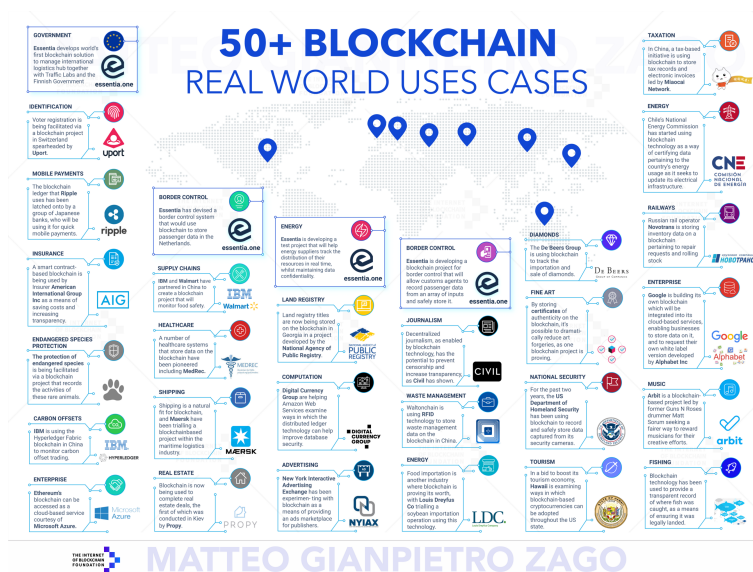 50+ BLOCKCHAIN
REAL WORLD USES CASES
GOVERNMENT
Essentia develops world's
first blockchain solution
to manage international
logistics hub together
with Traffic Labs and the
Finnish Government
essentia.one
IDENTIFICATION
Voter registration is
being facilitated via
a blockchain project
in Switzerland
spearheaded by
Uport.
uport
MOBILE PAYMENTS
The blockchain
ledger that Ripple
uses has been
latched onto by a
group of Japanese
banks, who will be
using it for quick
mobile payments.
ripple
INSURANCE
A smart contract-
based blockchain is
being used by
Insurer American
International Group
Inc as a means of
saving costs and
increasing
transparency.
AIG
ENDANGERED SPECIES
PROTECTION
The protection of
endangered species
is being facilitated
via a blockchain
project that records
the activities of
these rare animals.
CARBON OFFSETS
IBM is using the
Hyperledger Fabric
blockchain in China
to monitor carbon
offset trading.
IBM
HYPERLEDGER
ENTERPRISE
Ethereum's
blockchain can be
accessed as a
cloud-based service
courtesy of
Microsoft Azure.
Microsoft
Azure
BORDER CONTROL
Essentia has devised a
border control system
that would use
blockchain to store
passenger data in the
Netherlands.
essentia.one
SUPPLY CHAINS
IBM and Walmart have
partnered in China to
create a blockchain
project that will
monitor food safety.
IBM
Walmart
HEALTHCARE
A number of
healthcare systems
that store data on the
blockchain have
been pioneered
including MedRec.
MEDREC
SHIPPING
Shipping is a natural
fit for blockchain,
and Maersk have
been trialling a
blockchainbased
project within the
maritime logistics
industry.
MÆRSK
REAL ESTATE
Blockchain is now
being used to
complete real
estate deals, the
first of which was
conducted in Kiev
by Propy.
PROPY
ENERGY
Essentia is developing a
test project that will help
energy suppliers track the
distribution of their
resources in real time,
whilst maintaining data
confidentiality.
essentia.one
LAND REGISTRY
Land registry titles
are now being stored
on the blockchain in
Georgia in a project
developed by the
National Agency of
Public Registry.
PUBLIC
REGISTRY
COMPUTATION
Digital Currency
Group are helping
Amazon Web
Services examine
ways in which the
distributed ledger
technology can help
improve database
security.
DIGITAL
CURRENCY
GROUP
ADVERTISING
New York Interactive
Advertising
Exchange has been
experimen- ting with
blockchain as a
means of providing
an ads marketplace
for publishers.
NYIAX
BORDER CONTROL
Essentia is developing a
blockchain project for
border control that will
allow customs agents to
record passenger data
from an array of inputs
and safely store it.
essentia.one
JOURNALISM
Decentralized
journalism, as enabled
by blockchain
technology, has the
potential to prevent
censorship and
increase transparency,
as Civil has shown.
CIVIL
WASTE MANAGEMENT
Waltonchain is
using RFID
technology to store
waste management
data on the
blockchain in China.
ENERGY
Food importation is
another industry
where blockchain is
proving its worth,
with Louis Dreyfus
Co trialling a
soybean importation
operation using this
technology.
LDC.
DIAMONDS
The De Beers Group
is using blockchain
to track the
importation and
sale of diamonds.
DE BEERS
FINE ART
By storing
certificates of
authenticity on the
blockchain, it's
possible to dramati-
cally reduce art
forgeries, as one
blockchain project is
proving.
NATIONAL SECURITY
For the past two
years, the US
Department of
Homeland Security
has been using
blockchain to record
and safely store data
captured from its
security cameras.
TOURISM
In a bid to boost its
tourism economy,
Hawaii is examining
ways in which
blockchain-based
cryptocurrencies can
be adopted
throughout the US
state.
TAXATION
In China, a tax-based
initiative is using
blockchain to store
tax records and
electronic invoices
led by Miaocai
Network.
ENERGY
Chile's National
Energy Commission
has started using
blockchain
technology as a way
of certifying data
pertaining to the
country's energy
usage as it seeks to
update its electrical
infrastructure.
CNE
COMISIÓN
NACIONAL
DE ENERGÍA
RAILWAYS
Russian rail operator
Novotrans is storing
inventory data on a
blockchain
pertaining to repair
requests and rolling
stock.
ENTERPRISE
Google is building its
own blockchain
which will be
integrated into its
cloud-based services,
enabling businesses
to store data on it,
and to request their
own white label
version developed
by Alphabet Inc
Google
Alphabet
MUSIC
Arbit is a blockchain-
based project led by
former Guns N Roses
drummer Matt
Sorum seeking a
fairer way to reward
musicians for their
creative efforts.
arbit
FISHING
Blockchain
technology has been
used to provide a
transparent record
of where fish was
caught, as a means
of ensuring it was
legally landed.
THE INTERNET
OF BLOCKCHAIN
FOUNDATION
MATTEO GIANPIETRO ZAGO